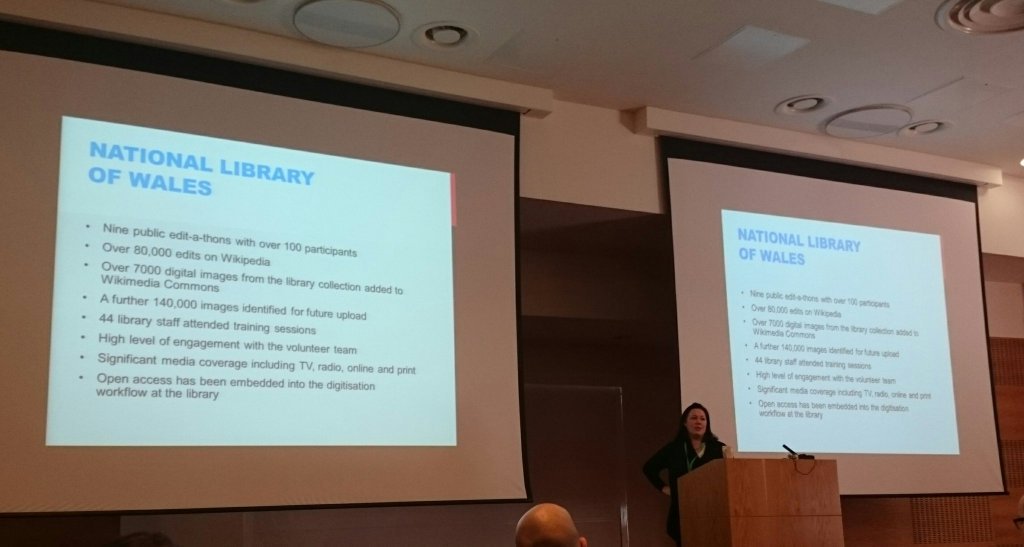 NATIONAL LIBRARY
OF WALES
• Nine public edit-a-thons with over 100 participants
• Over 80,000 edits on Wikipedia
• Over 7000 digital images from the library collection added to
Wikimedia Commons
• A further 140,000 images identified for future upload
• 44 library staff attended training sessions
• High level of engagement with the volunteer team
• Significant media coverage including TV, radio, online and print
• Open access has been embedded into the digitisation
workflow at the library
NATIONAL LIBRARY
OF WALES
• Nine public edit-a-thons with over 100 participants
• Over 80,000 edits on Wikipedia
• Over 7000 digital images from the library collection added to
Wikimedia Commons
• A further 140,000 images identified for future upload
• 44 library staff attended training sessions
• High level of engagement with the volunteer team
• Significant media coverage including TV, radio, online and print
• Open access has been embedded into the digitisation
workflow at the library